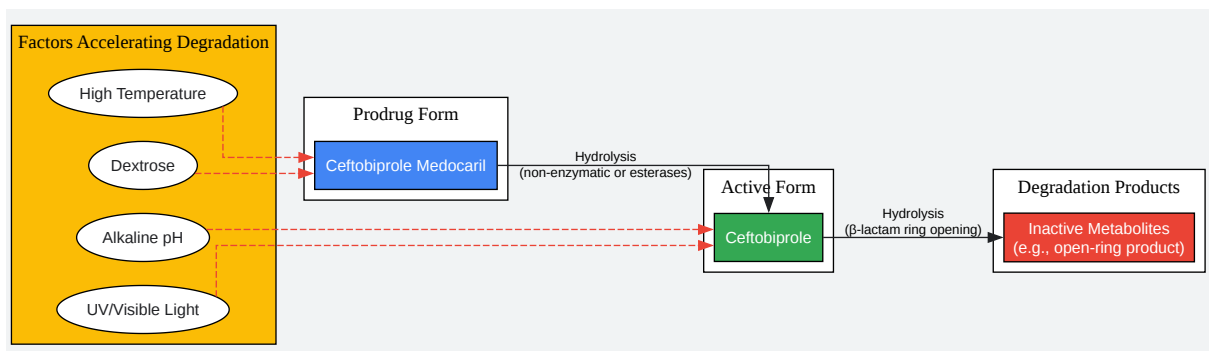 Factors Accelerating Degradation
High Temperature
Dextrose
Alkaline pH
UV/Visible Light
Prodrug Form
Ceftobiprole Medocaril
Hydrolysis
(non-enzymatic or esterases)
Active Form
Ceftobiprole
Hydrolysis
(β-lactam ring opening)
Degradation Products
Inactive Metabolites
(e.g., open-ring product)